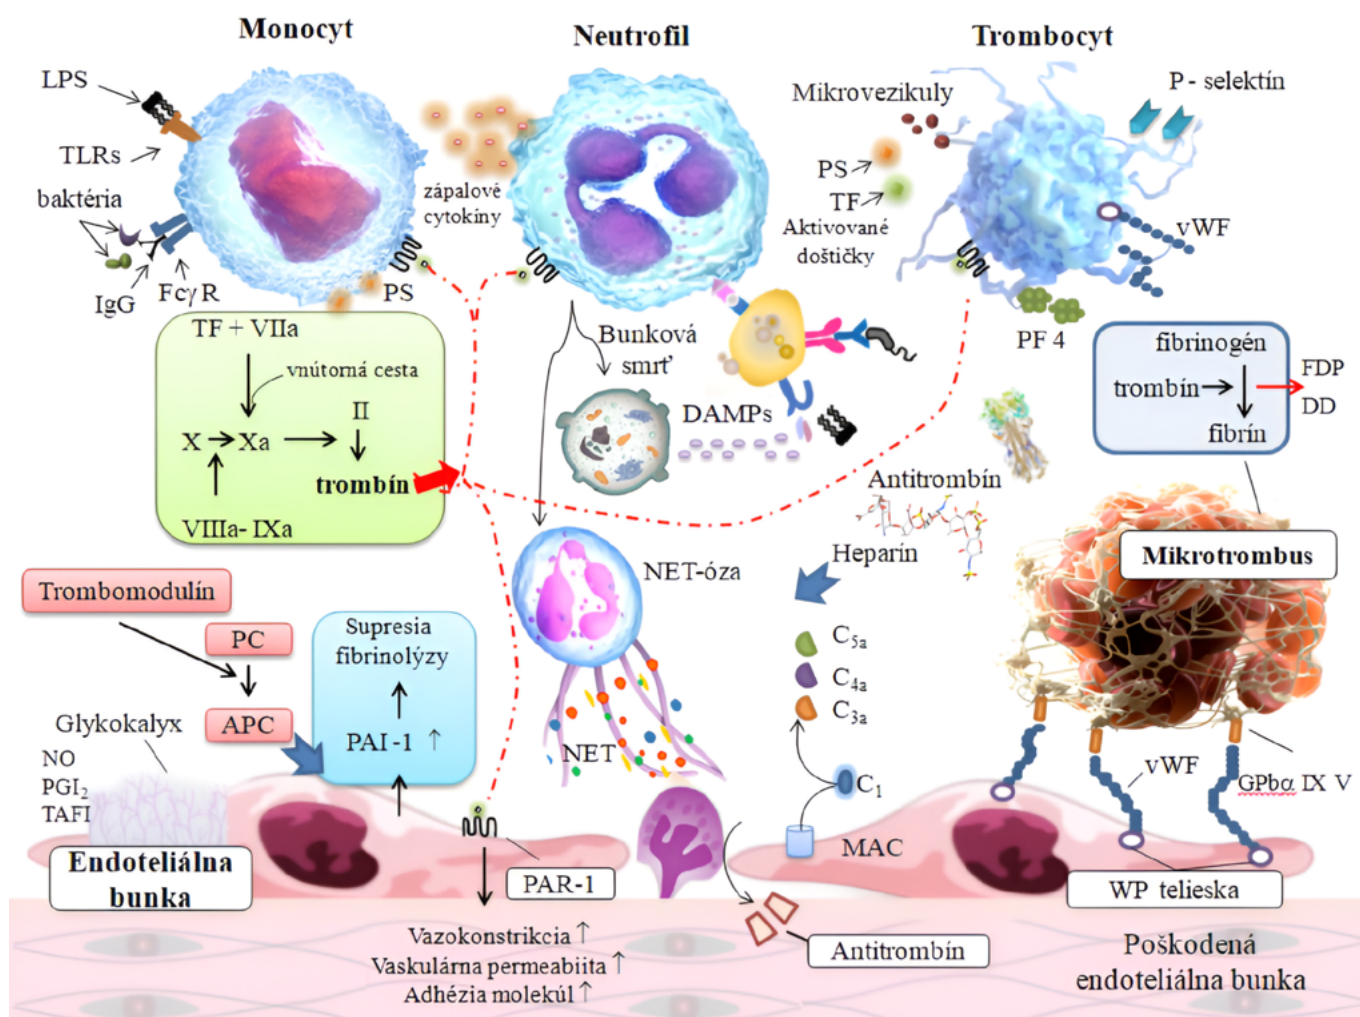 Monocyt
Neutrofil
Trombocyt
LPS
TLRs
baktéria
IgG
FcγR
PS
zápalové
cytokíny
Mikrovezikuly
P - selektín
PS
TF
Aktivované
doštičky
vWF
PF 4
TF + VIIa
vnútorná cesta
II
X
Xa
trombín
VIIIa- IXa
Bunková
smrť
DAMPs
fibrinogén
trombín
fibrín
FDP
DD
Antitrombín
Heparín
NET-óza
NET
Mikrotrombus
Trombomodulín
PC
APC
Supresia
fibrinolýzy
PAI -1 ↑
Glykokalyx
NO
PGI₂
TAFI
C5a
C4a
C3a
C1
MAC
vWF
GPbα IX V
Endoteliálna
bunka
PAR-1
WP telieska
Vazokonstrikcia ↑
Vaskulárna permeabiita ↑
Adhézia molekúl ↑
Antitrombín
Poškodená
endoteliálna bunka